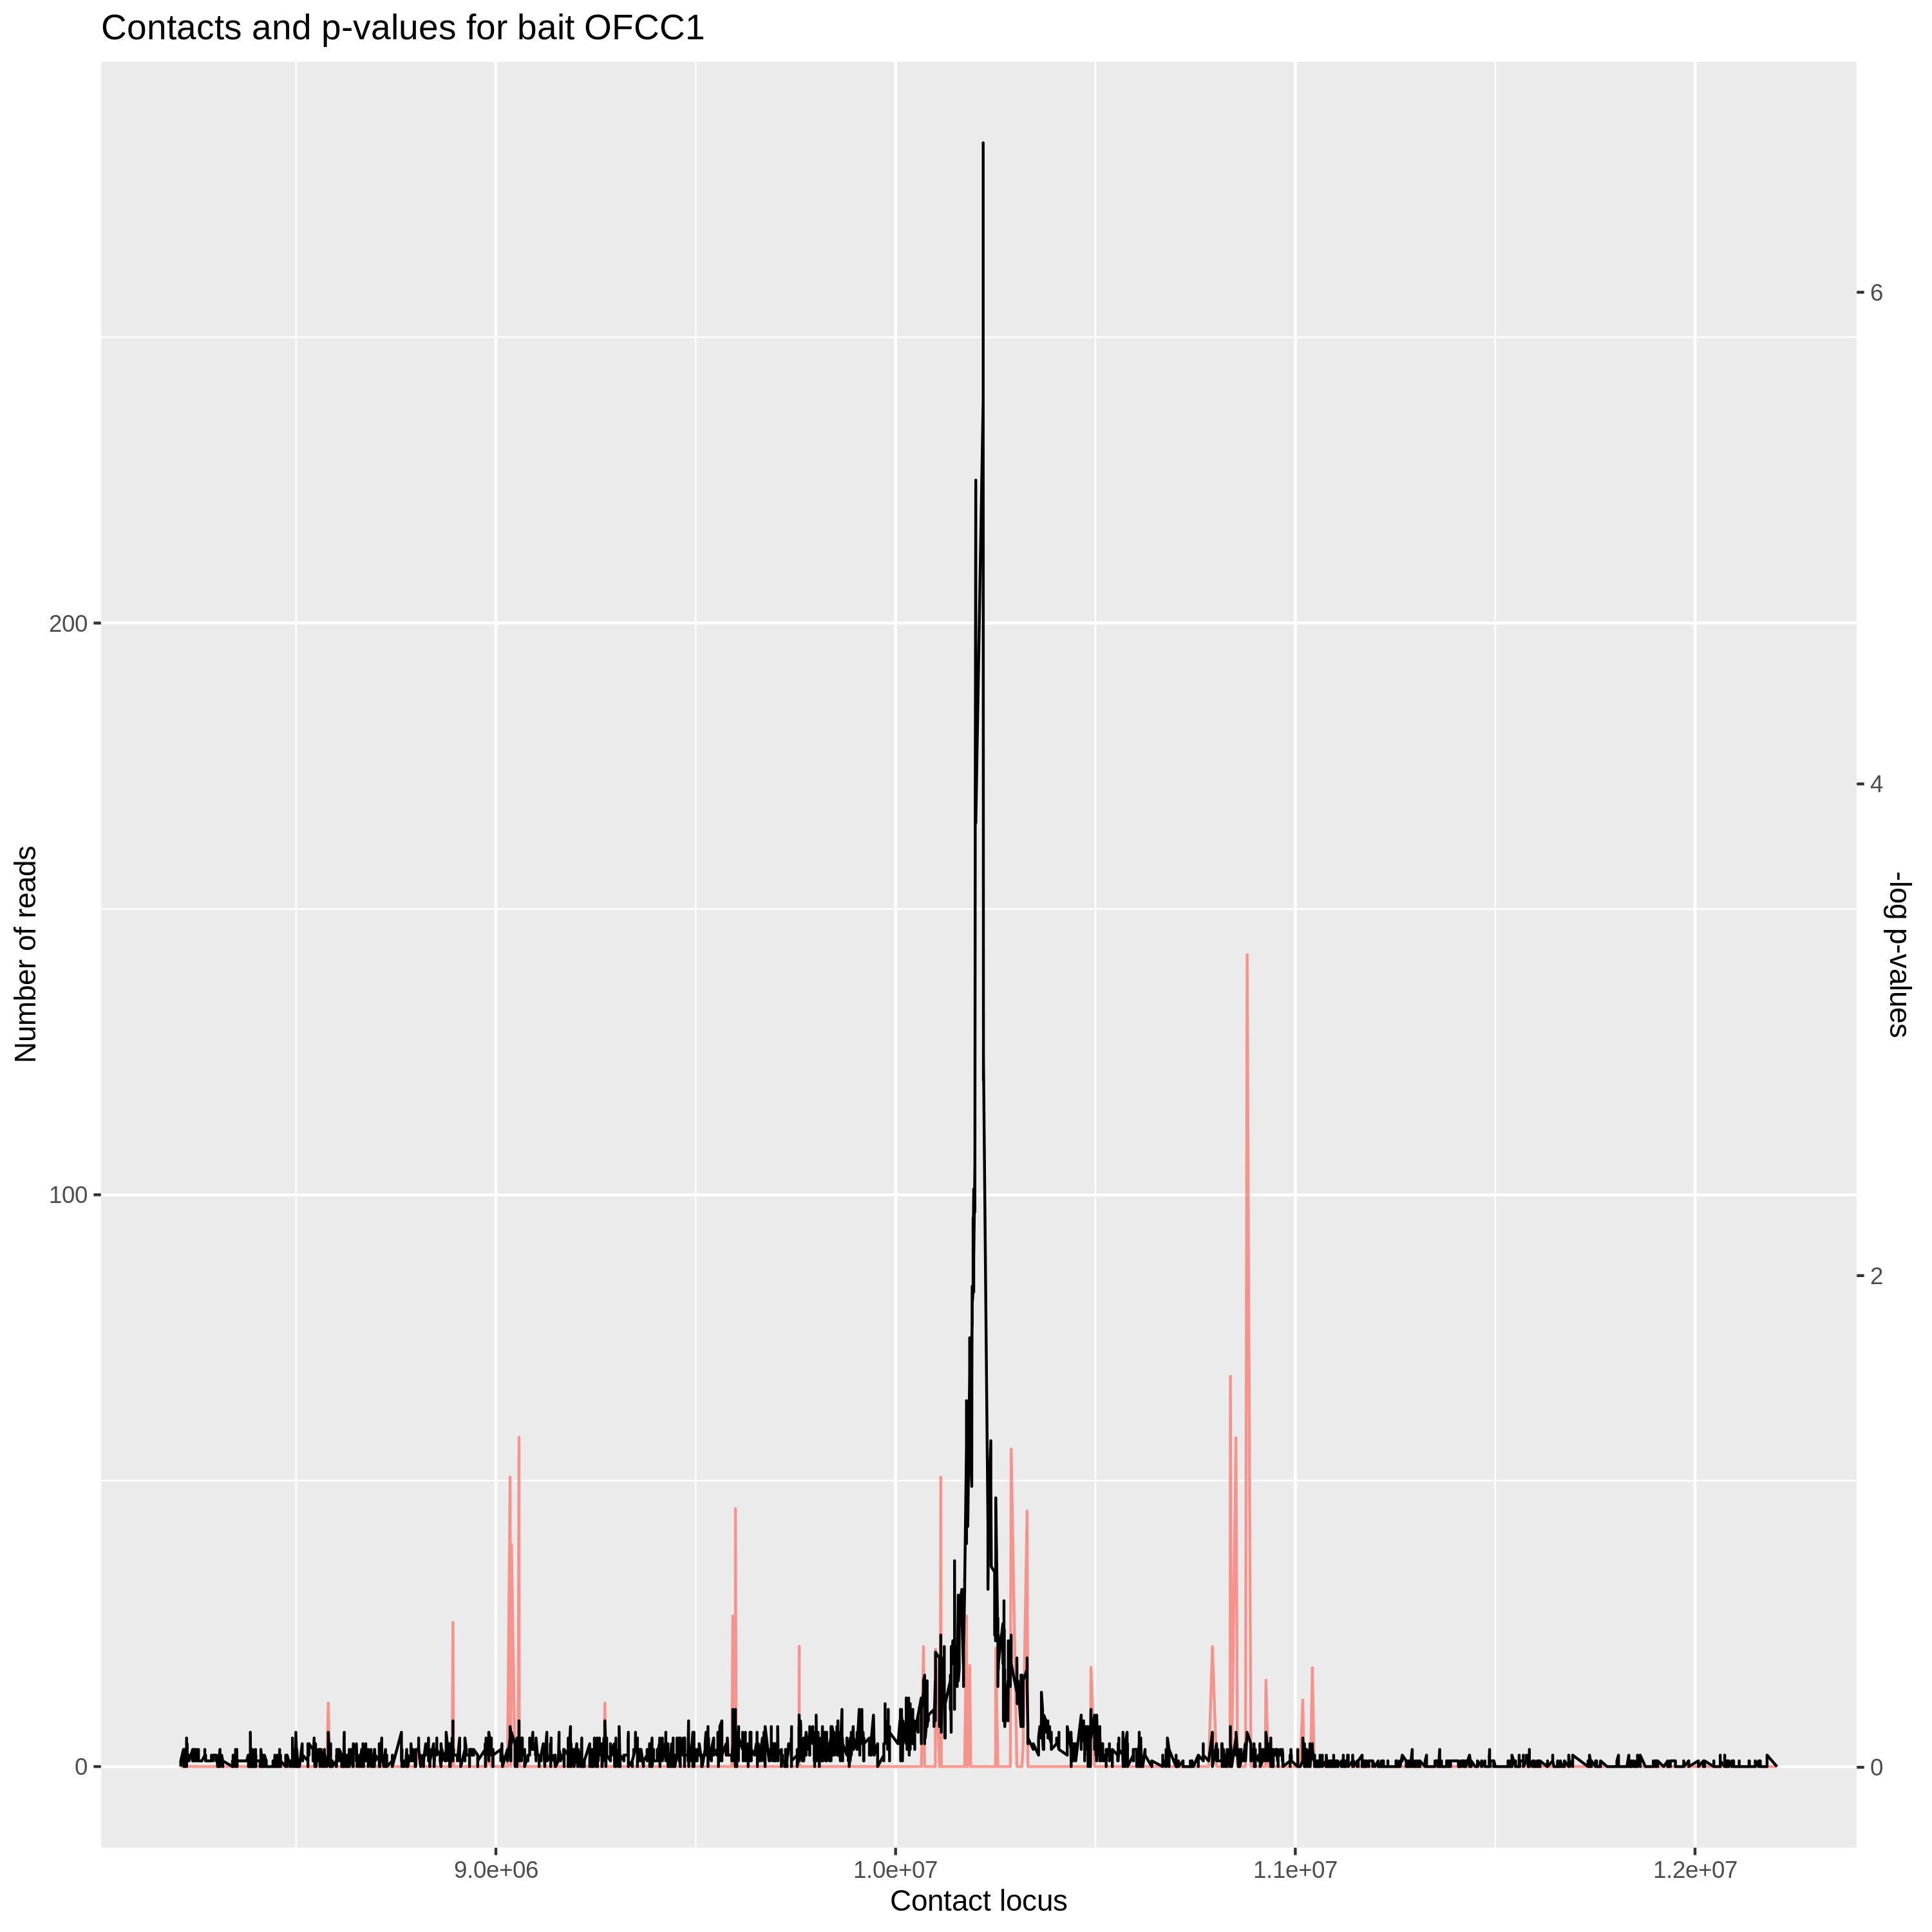 Contacts and p-values for bait OFCC1
200
100
0
Number of reads
6
4
2
0
-log p-values
9.0e+06
1.0e+07
1.1e+07
1.2e+07
Contact locus